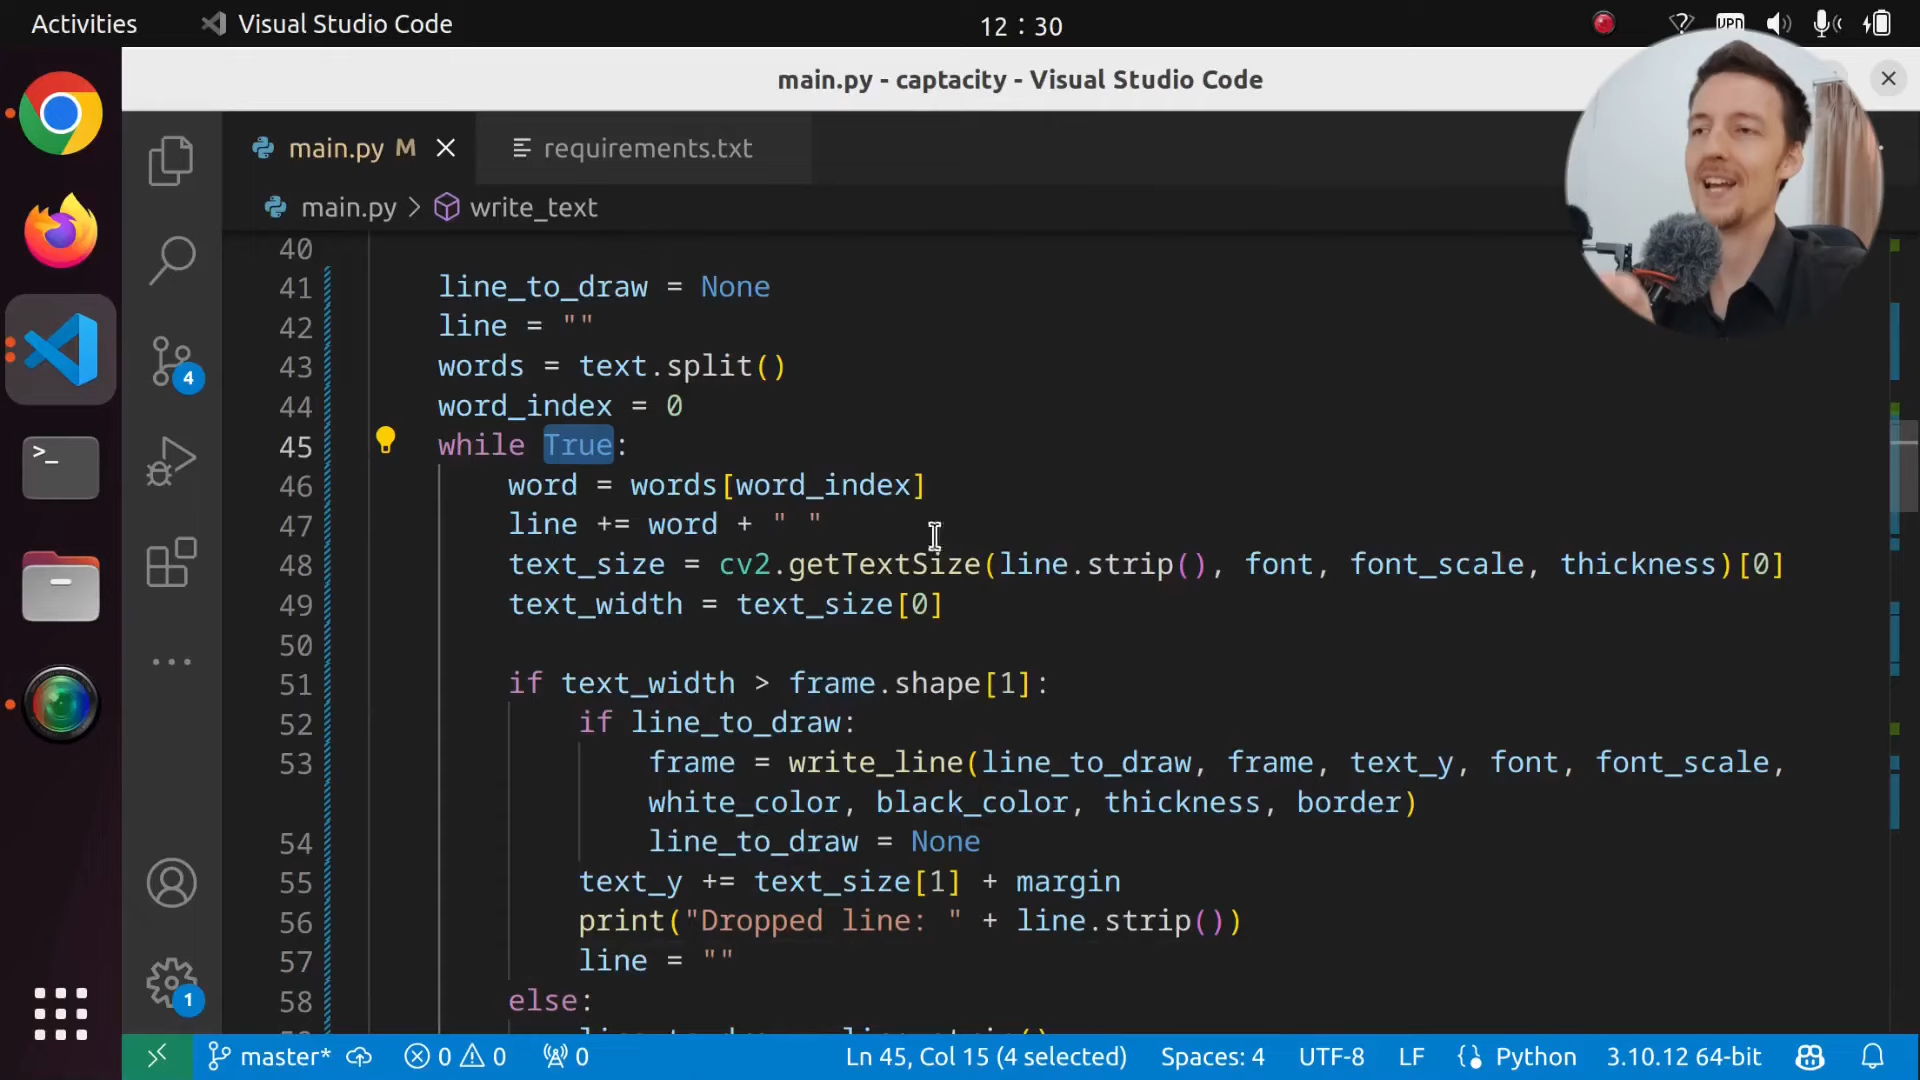 Activities
Visual Studio Code
12 : 30
VPN
main.py - captacity - Visual Studio Code
main.py M
requirements.txt
main.py > write_text
40
41 line_to_draw = None
42 line = ""
43 words = text.split()
44 word_index = 0
45 while True:
46 word = words[word_index]
47 line += word + " "
48 text_size = cv2.getTextSize(line.strip(), font, font_scale, thickness)[0]
49 text_width = text_size[0]
50
51 if text_width > frame.shape[1]:
52 if line_to_draw:
53 frame = write_line(line_to_draw, frame, text_y, font, font_scale,
white_color, black_color, thickness, border)
54 line_to_draw = None
55 text_y += text_size[1] + margin
56 print("Dropped line: " + line.strip())
57 line = ""
58 else:
4
1
master*
0
0
0
Ln 45, Col 15 (4 selected)
Spaces: 4
UTF-8
LF
Python
3.10.12 64-bit